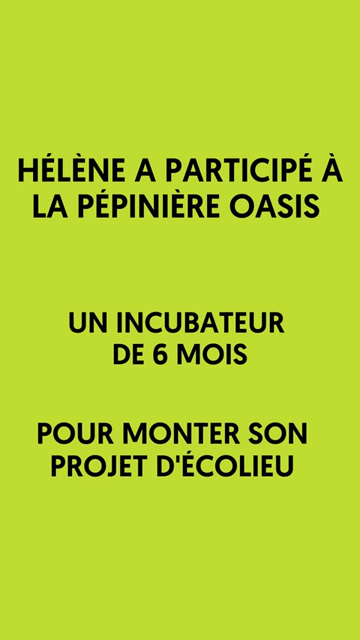 HÉLÈNE A PARTICIPÉ À
LA PÉPINIÈRE OASIS
UN INCUBATEUR
DE 6 MOIS
POUR MONTER SON
PROJET D'ÉCOLIEU